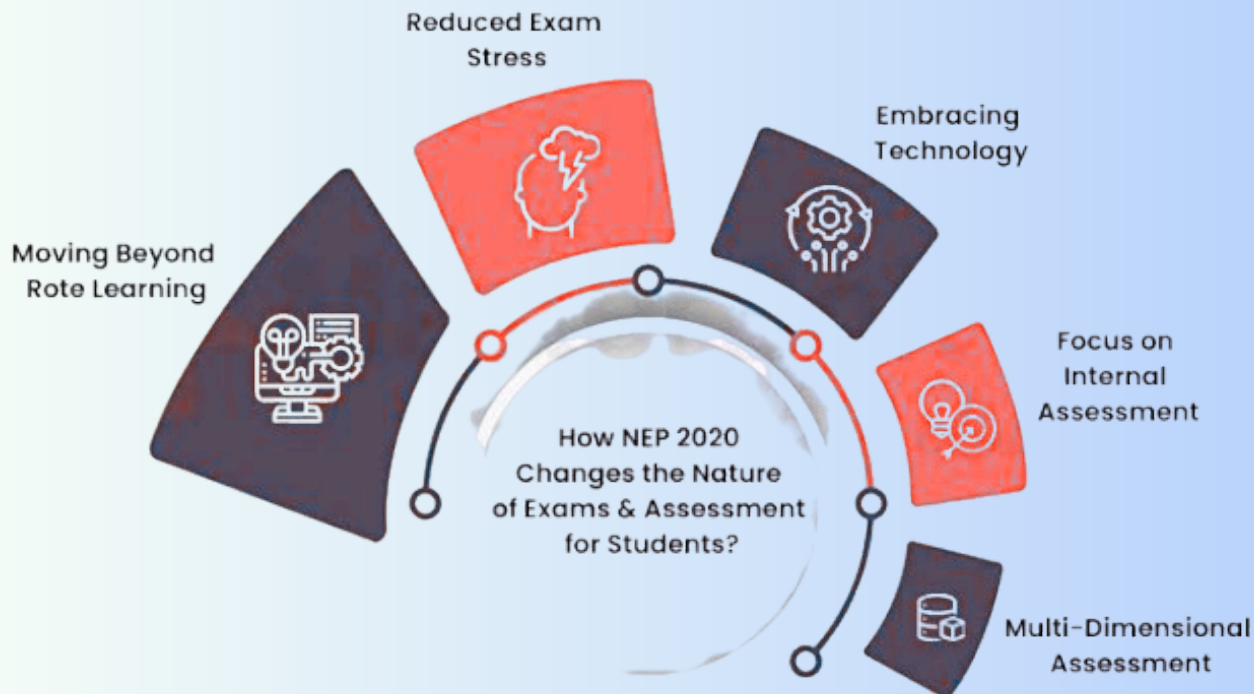 Reduced Exam
Stress
Embracing
Technology
Moving Beyond
Rote Learning
Focus on
Internal
Assessment
How NEP 2020
Changes the Nature
of Exams & Assessment
for Students?
Multi-Dimensional
Assessment